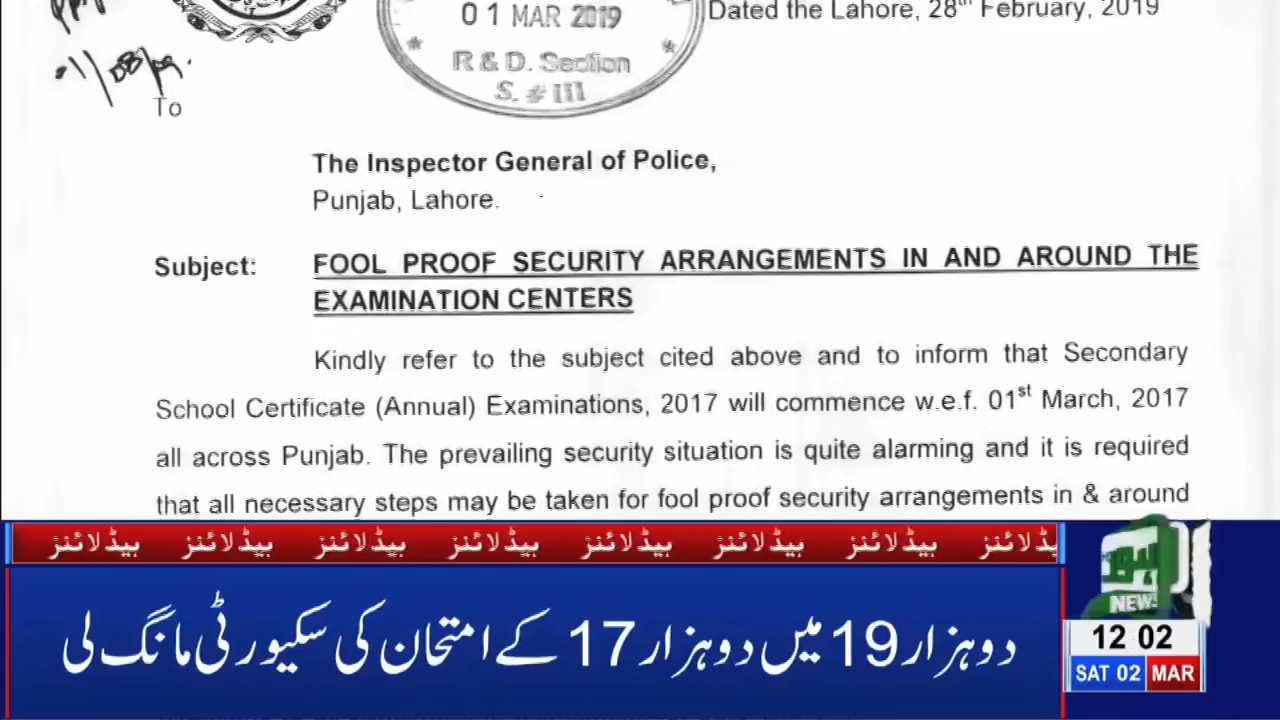 01 MAR 2019
R & D. Section
S. # III
Dated the Lahore, 28th February, 2019
To
The Inspector General of Police,
Punjab, Lahore.
Subject: FOOL PROOF SECURITY ARRANGEMENTS IN AND AROUND THE
EXAMINATION CENTERS
Kindly refer to the subject cited above and to inform that Secondary
School Certificate (Annual) Examinations, 2017 will commence w.e.f. 01st March, 2017
all across Punjab. The prevailing security situation is quite alarming and it is required
that all necessary steps may be taken for fool proof security arrangements in & around
ہیڈلائنز ہیڈلائنز ہیڈلائنز ہیڈلائنز ہیڈلائنز ہیڈلائنز ہیڈلائنز
دوہزار 19 میں دوہزار 17 کے امتحان کی سکیورٹی مانگ لی
NEWS
12 02
SAT 02 MAR